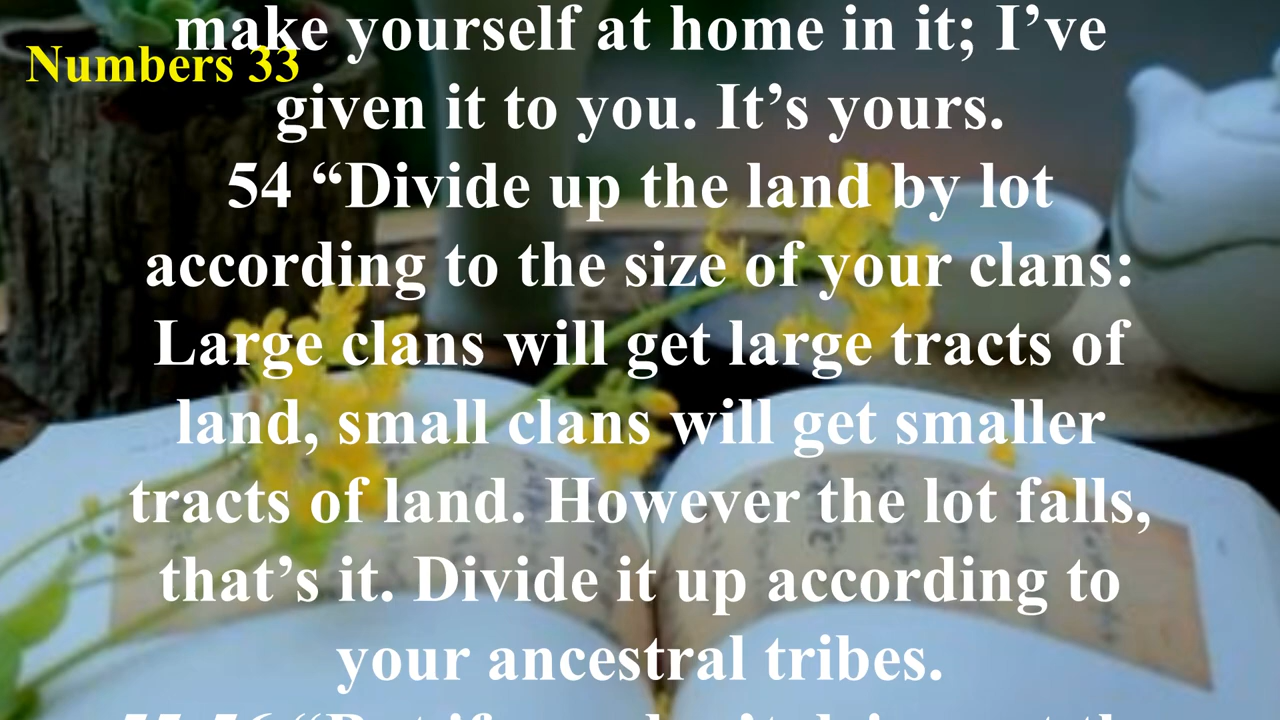 make yourself at home in it; I’ve
Numbers 33
given it to you. It’s yours.
54 “Divide up the land by lot
according to the size of your clans:
Large clans will get large tracts of
land, small clans will get smaller
tracts of land. However the lot falls,
that’s it. Divide it up according to
your ancestral tribes.